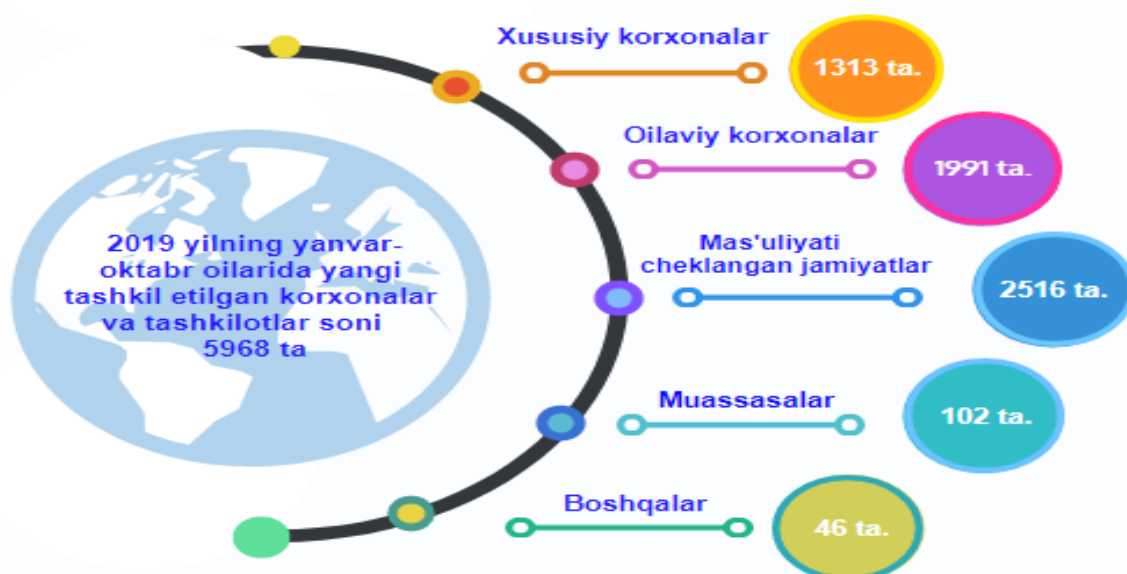 Xususiy korxonalar
1313 ta.
Oilaviy korxonalar
1991 ta.
2019 yilning yanvar-
oktabr oilarida yangi
tashkil etilgan korxonalar
va tashkilotlar soni
5968 ta
Mas'uliyati
cheklangan jamiyatlar
2516 ta.
Muassasalar
102 ta.
Boshqalar
46 ta.